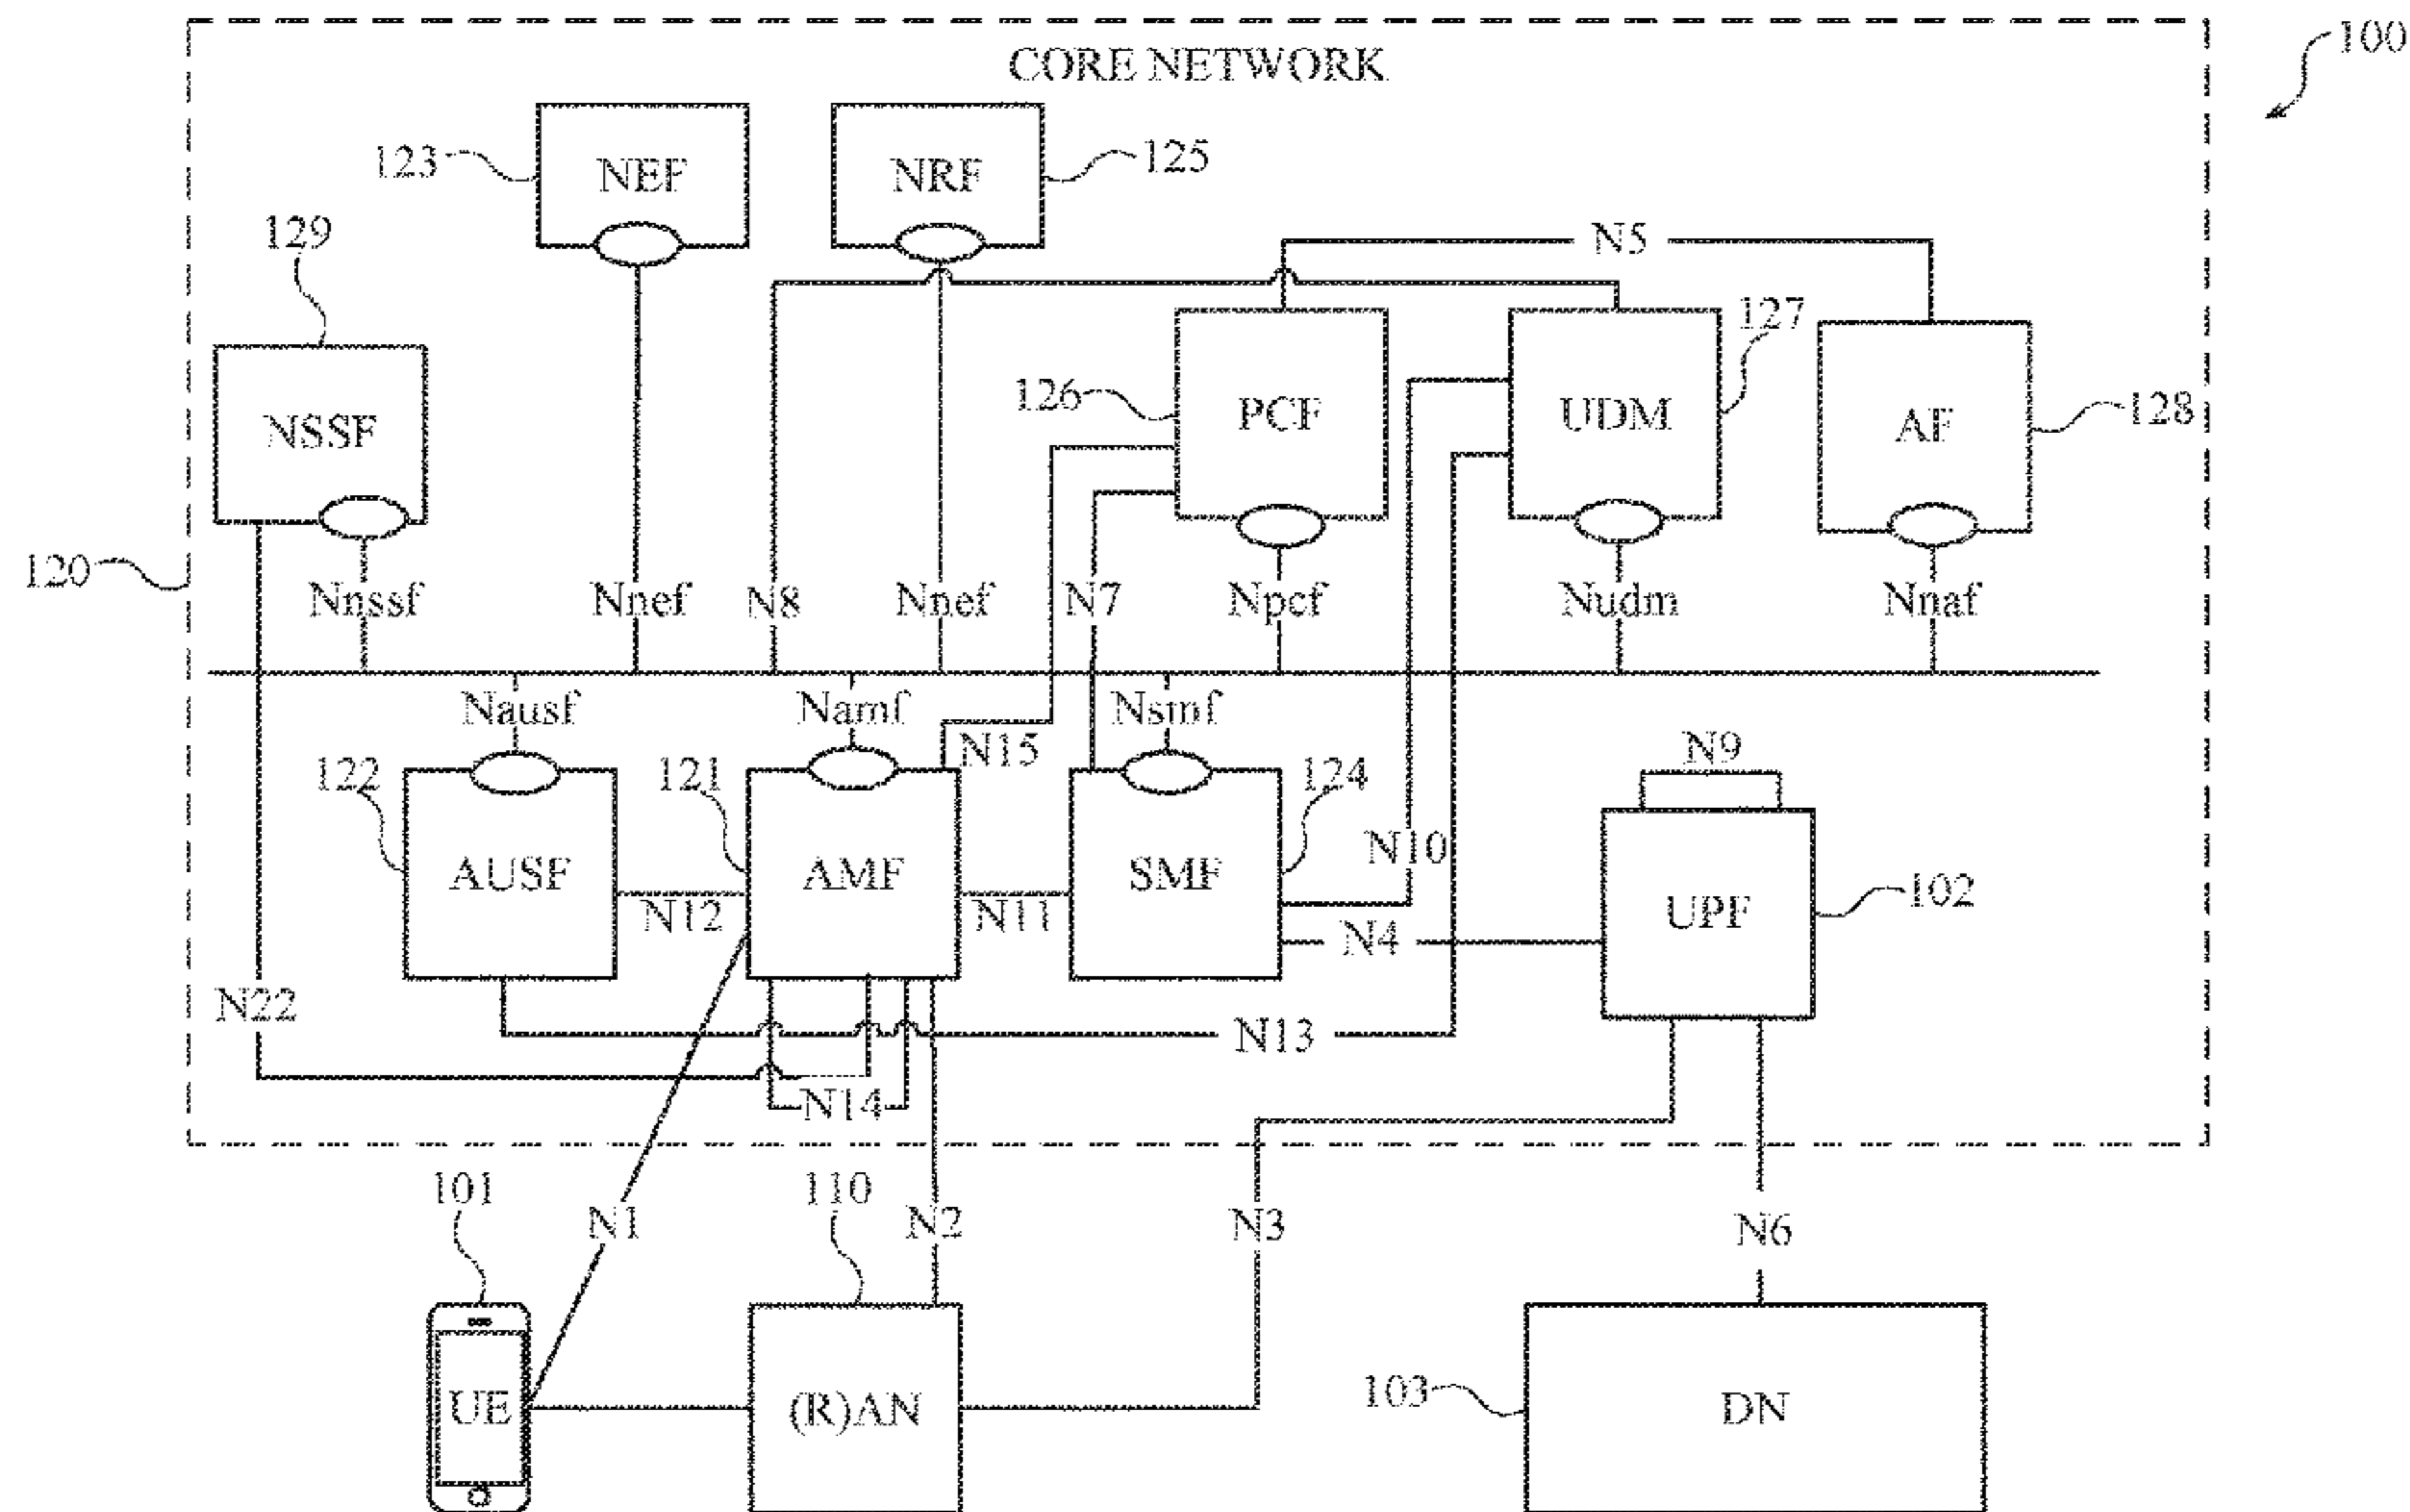 100
CORE NETWORK
123
NEF
NRF
125
129
N5
127
126
PCF
UDM
AF
128
NSSF
120
Nnssf
Nnef
N8
Nnef
N7
Npcf
Nudm
Nnaf
Nausf
Namf
Nsmf
N15
N9
122
121
124
AUSF
AMF
SMF
N10
UPF
102
N12
N11
N4
N22
N13
N14
101
110
N1
N2
N3
N6
UE
(R)AN
103
DN